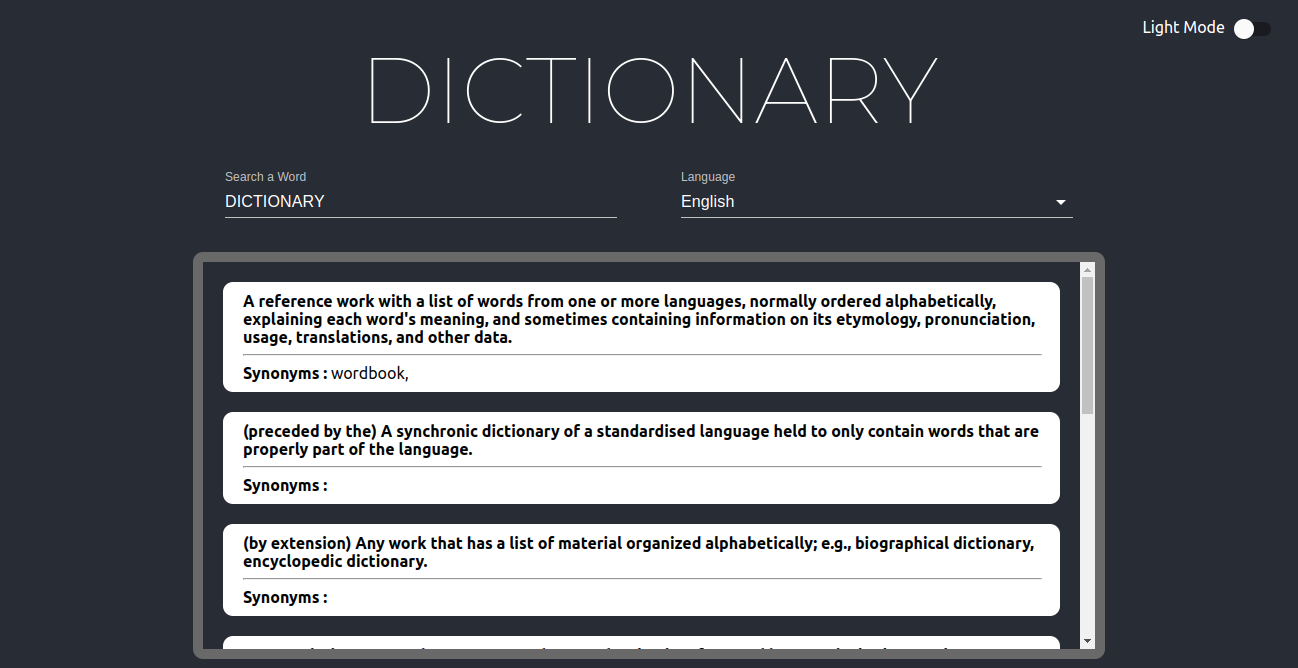 Light Mode
DICTIONARY
Search a Word
DICTIONARY
Language
English
A reference work with a list of words from one or more languages, normally ordered alphabetically,
explaining each word's meaning, and sometimes containing information on its etymology, pronunciation,
usage, translations, and other data.
Synonyms : wordbook,
(preceded by the) A synchronic dictionary of a standardised language held to only contain words that are
properly part of the language.
Synonyms :
(by extension) Any work that has a list of material organized alphabetically; e.g., biographical dictionary,
encyclopedic dictionary.
Synonyms :